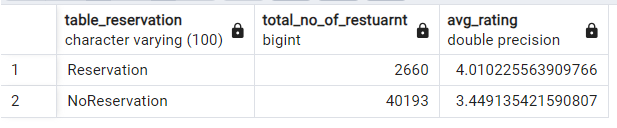 table_reservation total_no_of_restuarnt avg_rating
character varying (100) bigint double precision
1 Reservation 2660 4.010225563909766
2 NoReservation 40193 3.449135421590807